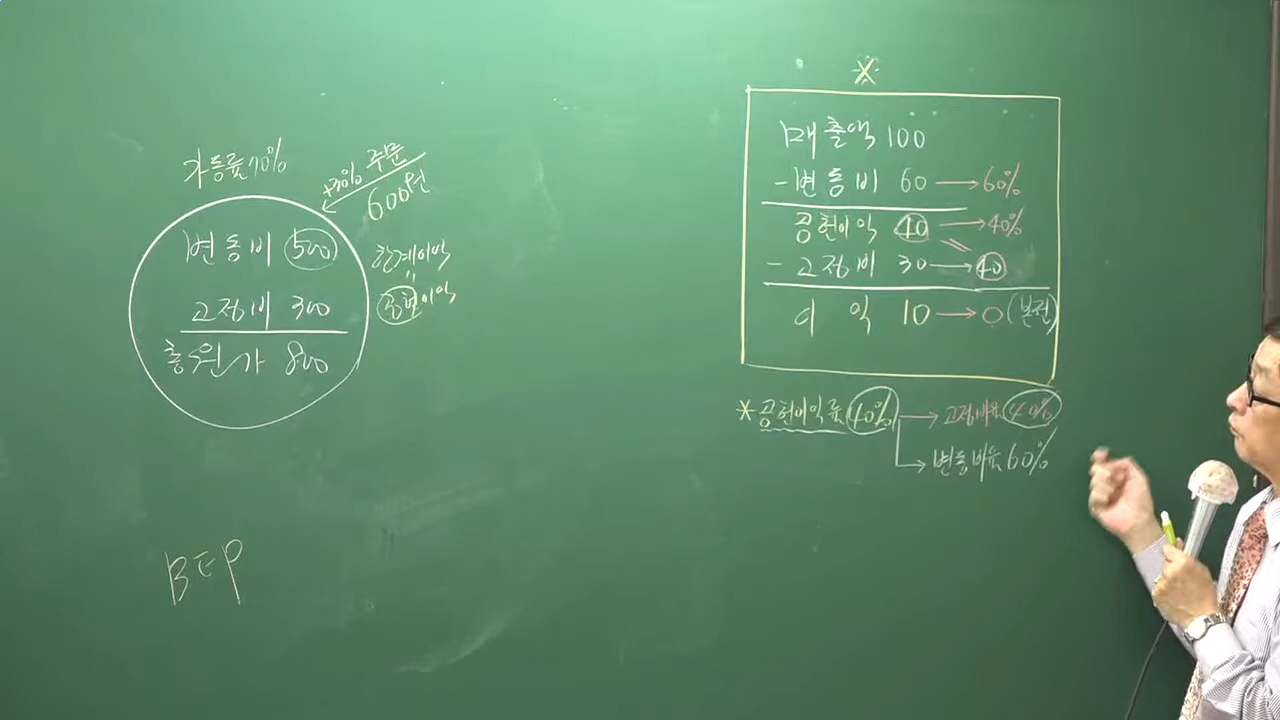 가동률 70%
+30% 주문
600원
변동비 500
고정비 300
총원가 800
한계이익
공헌이익
BEP
※
매출액 100
-변동비 60 → 60%
공헌이익 40 → 40%
-고정비 30 → 40
이익 10 → 0 (본전)
* 공헌이익률 40% → 고정비율 40%
변동비율 60%